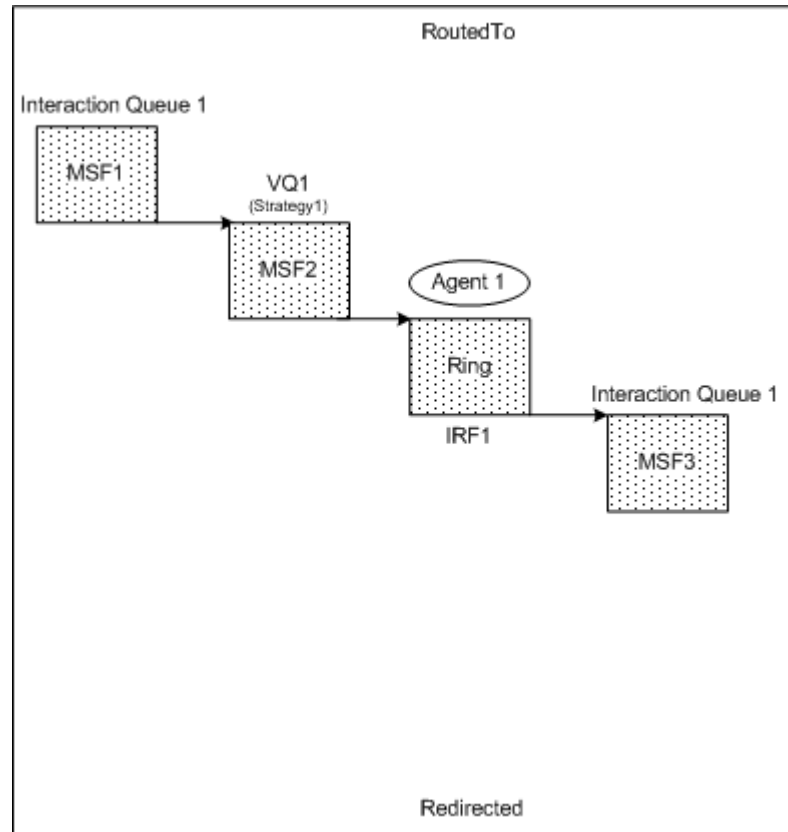 RoutedTo
Interaction Queue 1
MSF1
VQ1
(Strategy1)
MSF2
Agent 1
Ring
IRF1
Interaction Queue 1
MSF3
Redirected